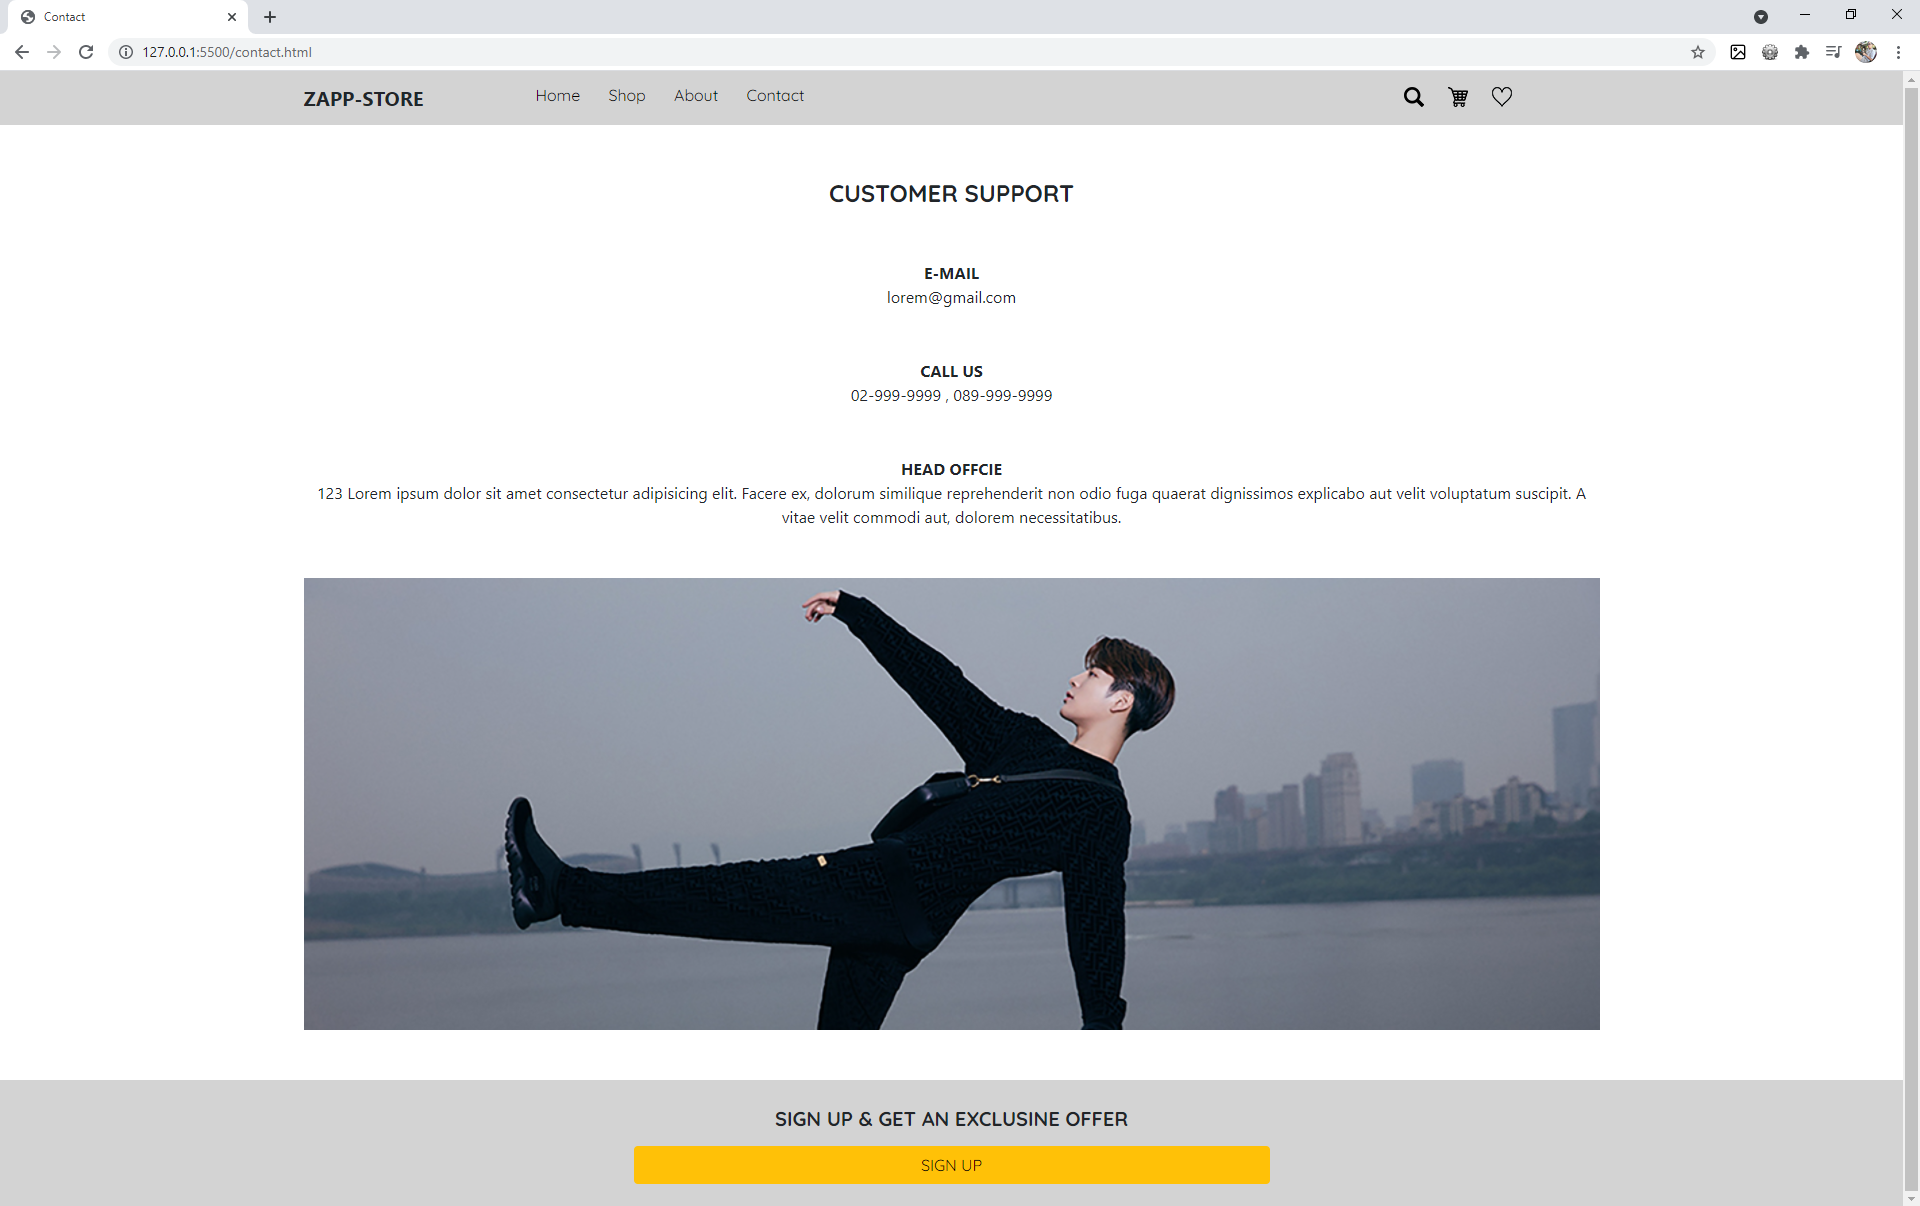 Contact
127.0.0.1:5500/contact.html
ZAPP-STORE Home Shop About Contact
CUSTOMER SUPPORT
E-MAIL
lorem@gmail.com
CALL US
02-999-9999 , 089-999-9999
HEAD OFFCIE
123 Lorem ipsum dolor sit amet consectetur adipisicing elit. Facere ex, dolorum similique reprehenderit non odio fuga quaerat dignissimos explicabo aut velit voluptatum suscipit. A
vitae velit commodi aut, dolorem necessitatibus.
SIGN UP & GET AN EXCLUSINE OFFER
SIGN UP